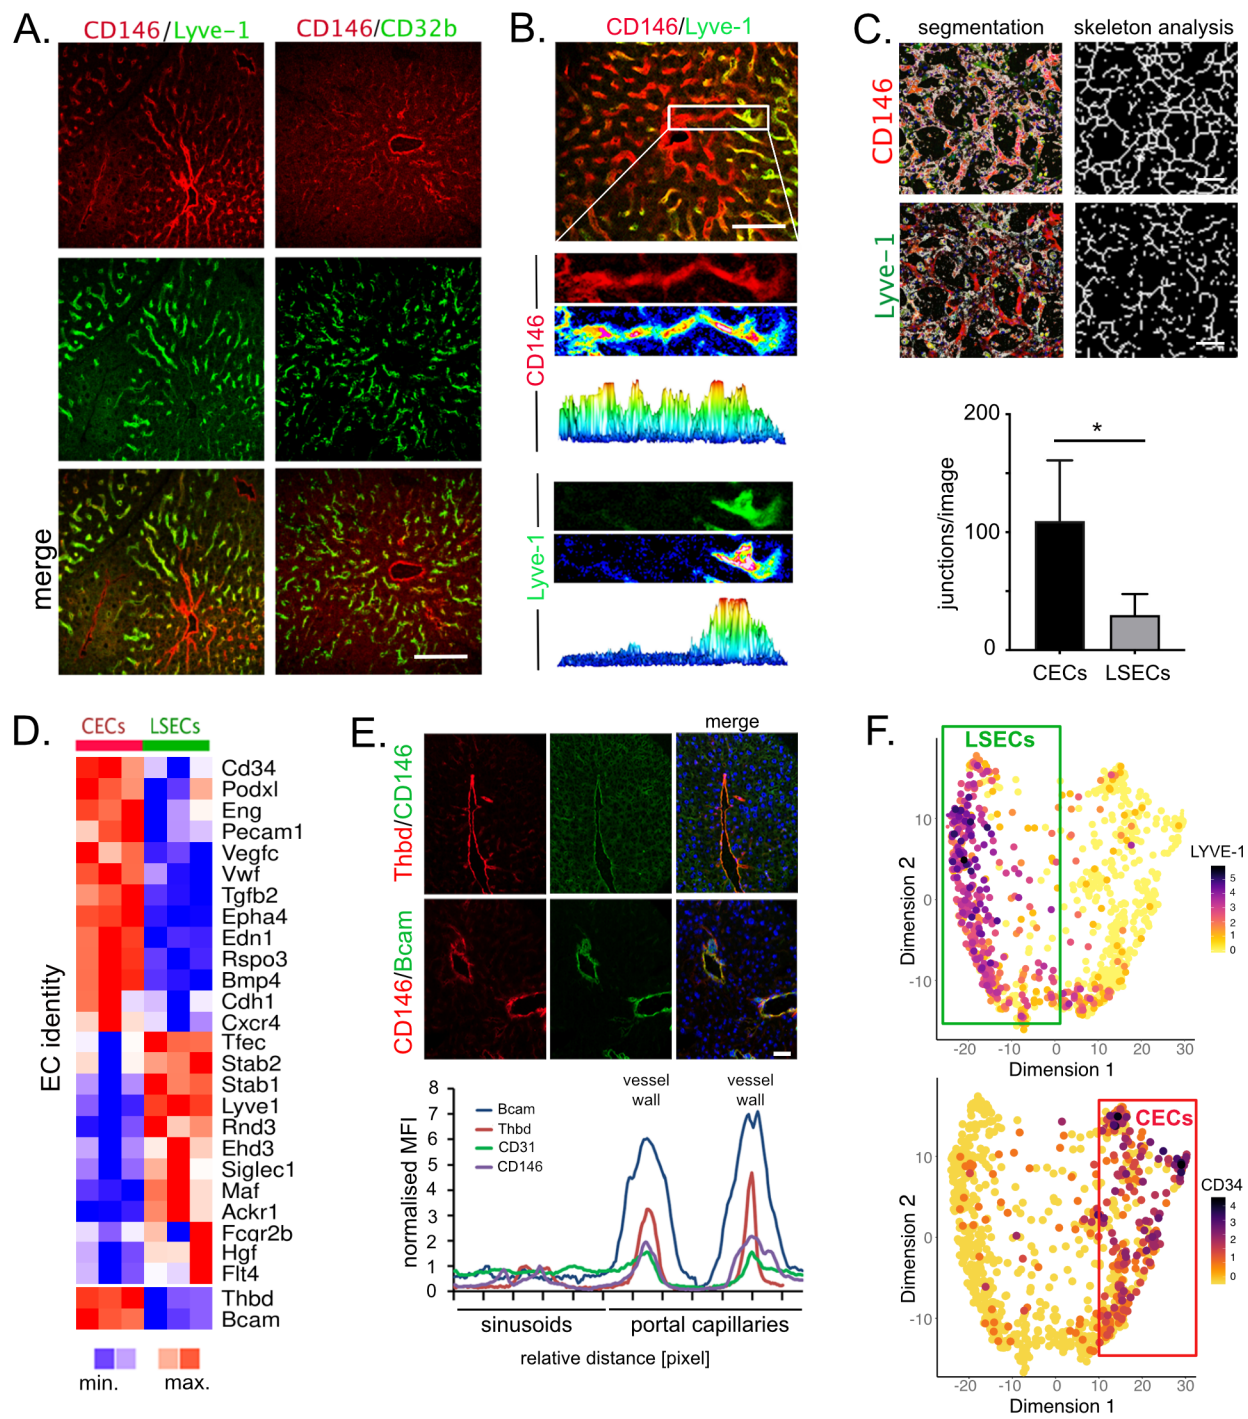 A.
CD146/Lyve-1
CD146/CD32b
merge
B.
CD146/Lyve-1
CD146
Lyve-1
C.
segmentation
skeleton analysis
CD146
Lyve-1
200
100
0
junctions/image
*
CECs
LSECs
D.
CECs
LSECs
EC identity
Cd34
Podxl
Eng
Pecam1
Vegfc
Vwf
Tgfb2
Epha4
Edn1
Rspo3
Bmp4
Cdh1
Cxcr4
Tfec
Stab2
Stab1
Lyve1
Rnd3
Ehd3
Siglec1
Maf
Ackr1
Fcgr2b
Hgf
Flt4
Thbd
Bcam
min.
max.
E.
merge
Thbd/CD146
CD146/Bcam
normalised MFI
8
7
6
5
4
3
2
1
0
Bcam
Thbd
CD31
CD146
vessel
wall
vessel
wall
sinusoids
portal capillaries
relative distance [pixel]
F.
LSECs
Dimension 2
10
0
-10
-20
-10
0
10
20
30
Dimension 1
LYVE-1
5
4
3
2
1
0
CECs
Dimension 2
10
0
-10
-20
-10
0
10
20
30
Dimension 1
CD34
4
3
2
1
0